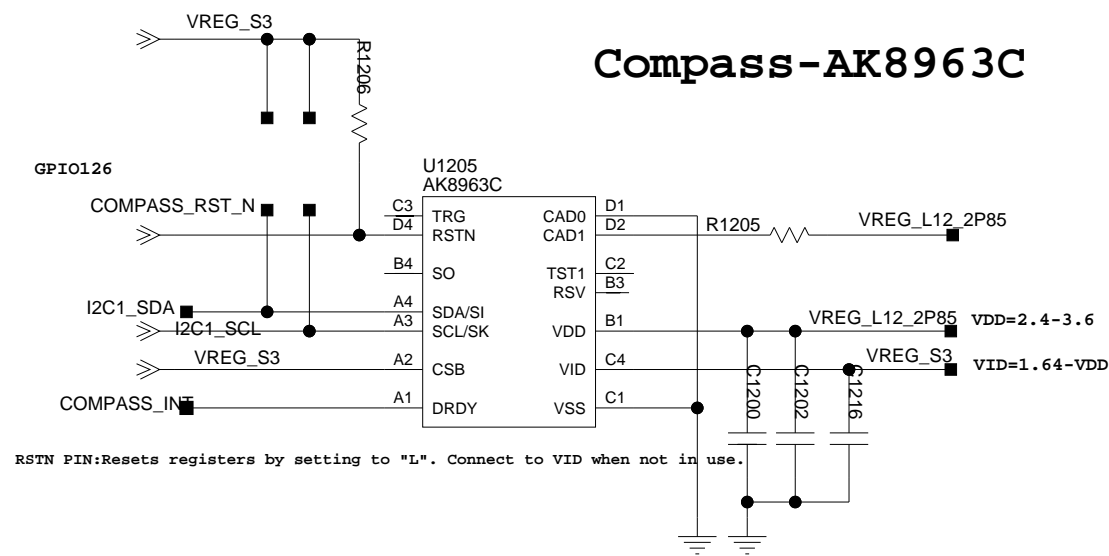 VREG_S3
Compass-AK8963C
R1206
GPIO126
U1205
AK8963C
COMPASS_RST_N
C3 TRG CAD0 D1
D4 RSTN CAD1 D2
R1205 VREG_L12_2P85
B4 SO TST1 C2
RSV B3
I2C1_SDA A4 SDA/SI
I2C1_SCL A3 SCL/SK VDD B1 VREG_L12_2P85 VDD=2.4-3.6
VREG_S3 A2 CSB VID C4 VREG_S3 VID=1.64-VDD
COMPASS_INT A1 DRDY VSS C1
C1200
C1202
C1216
RSTN PIN:Resets registers by setting to "L". Connect to VID when not in use.